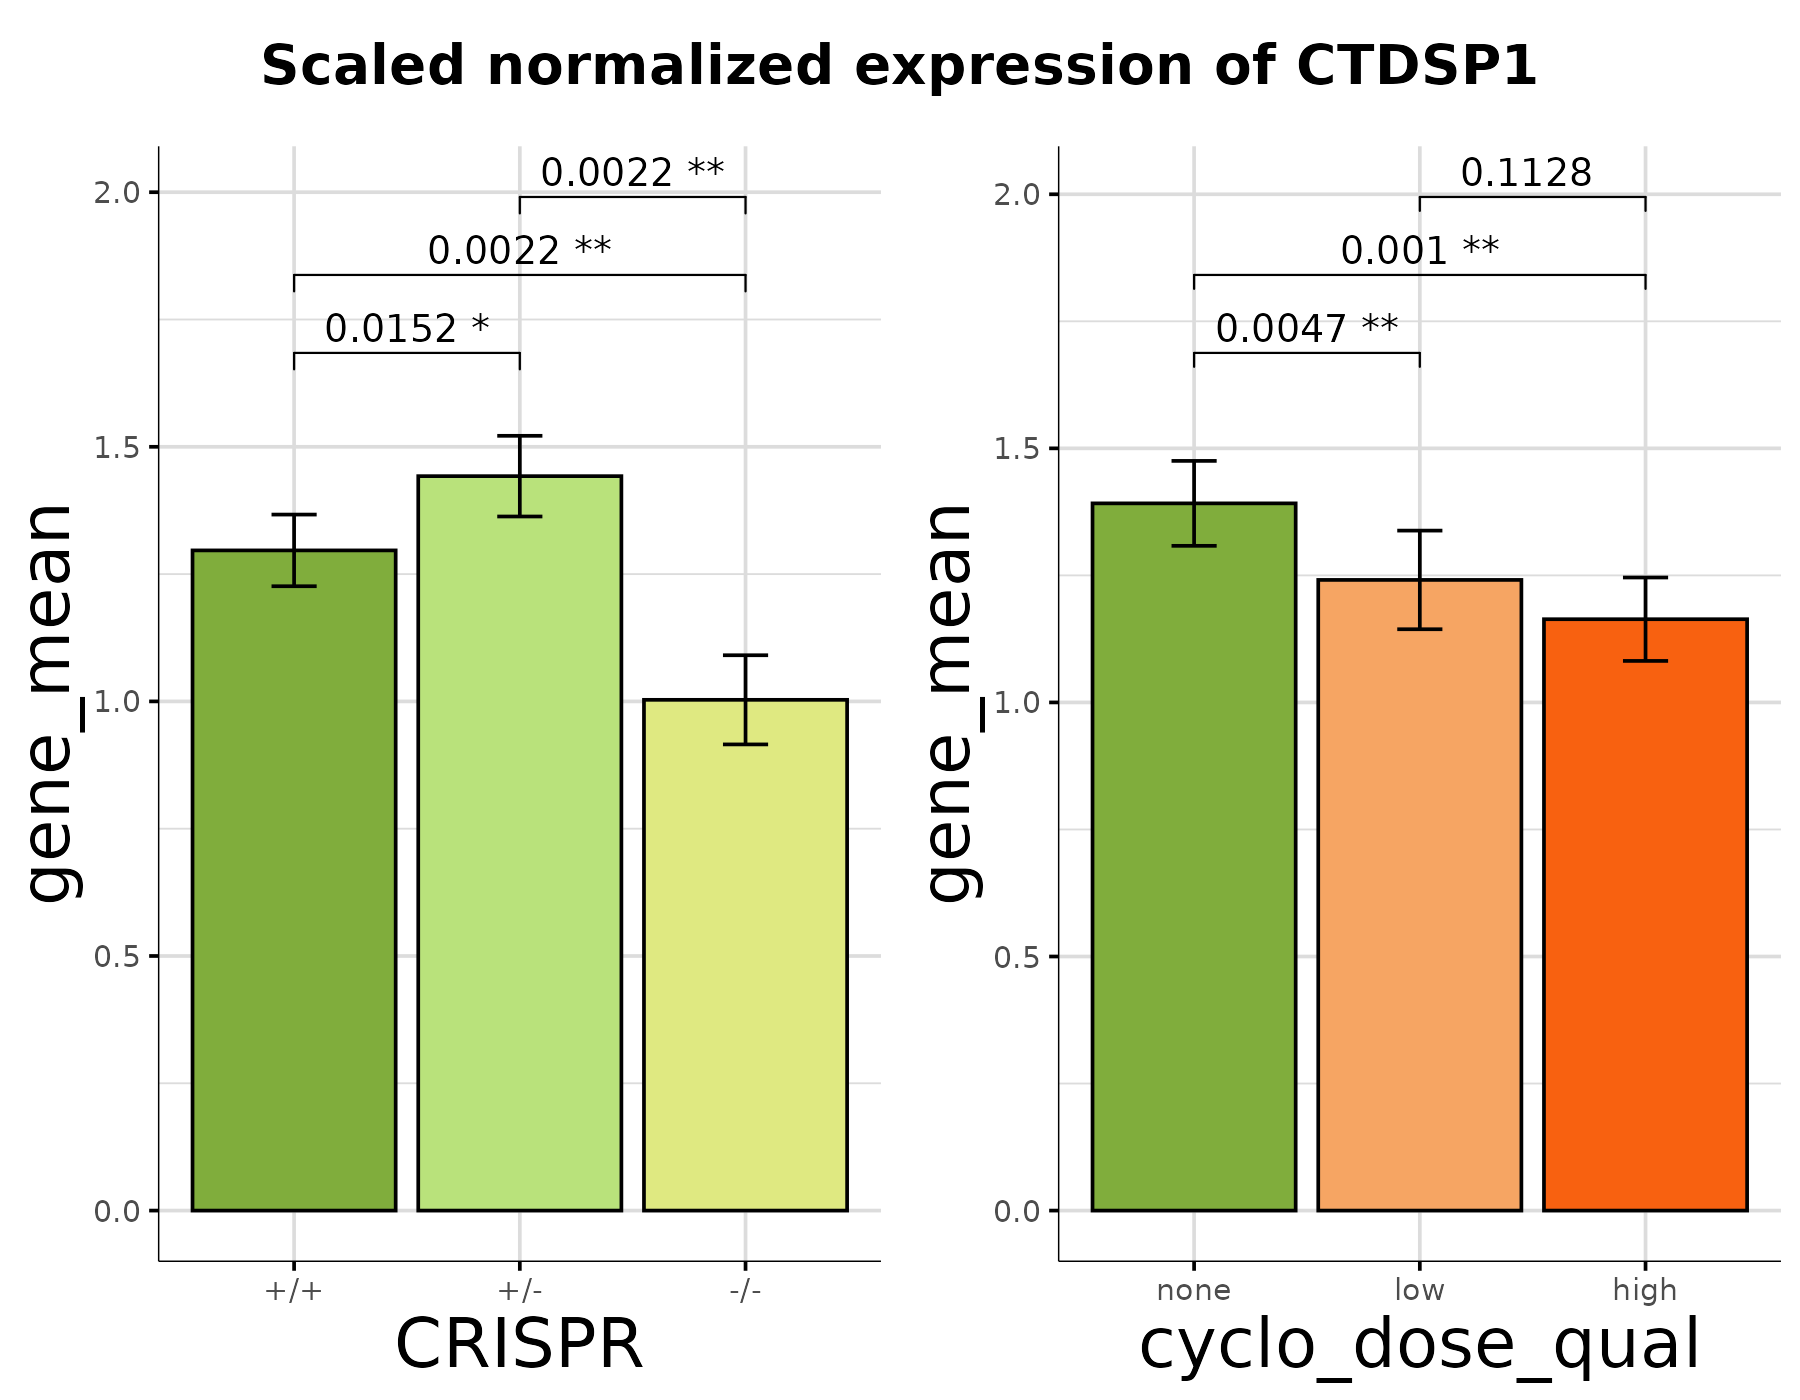 Scaled normalized expression of CTDSP1
gene_mean
2.0
1.5
1.0
0.5
0.0
0.0022 **
0.0022 **
0.0152 *
+/+
+/-
-/-
CRISPR
gene_mean
2.0
1.5
1.0
0.5
0.0
0.1128
0.001 **
0.0047 **
none
low
high
cyclo_dose_qual